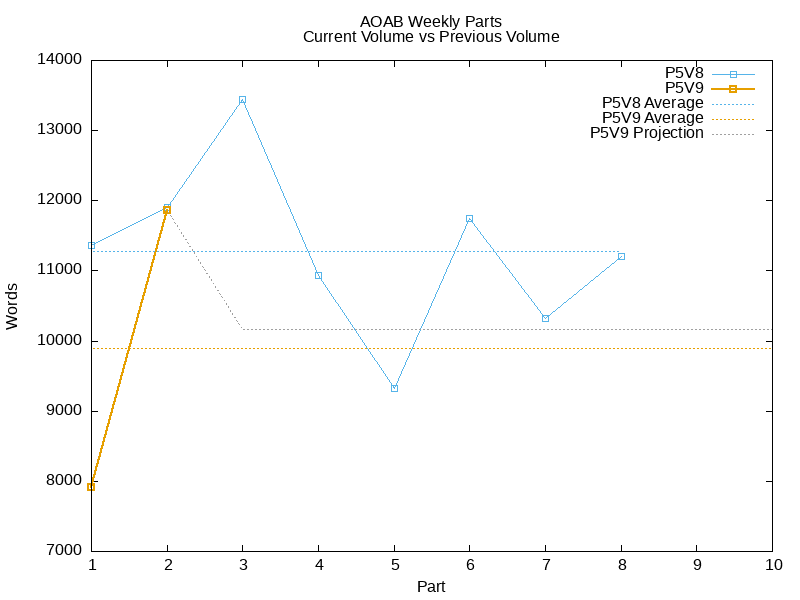 AOAB Weekly Parts
Current Volume vs Previous Volume
14000
13000
12000
11000
10000
9000
8000
7000
Words
P5V8
P5V9
P5V8 Average
P5V9 Average
P5V9 Projection
1 2 3 4 5 6 7 8 9 10
Part